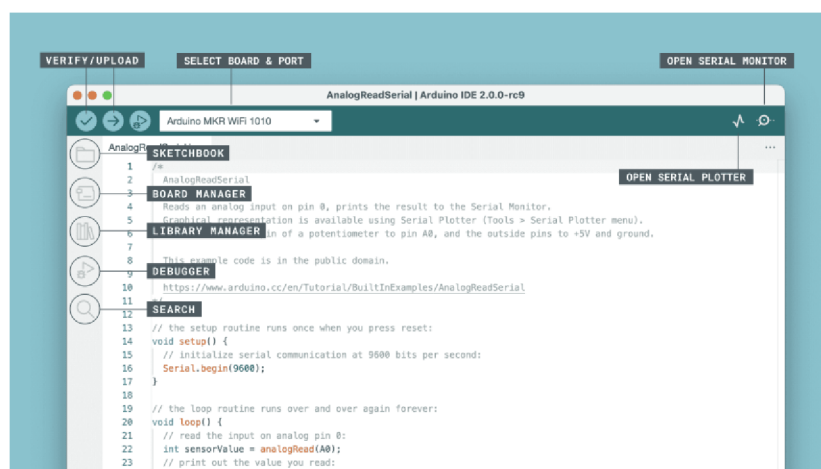 VERIFY/UPLOAD
SELECT BOARD & PORT
OPEN SERIAL MONITOR
AnalogReadSerial | Arduino IDE 2.0.0-rc9
Arduino MKR WiFi 1010
AnalogR
SKETCHBOOK
1 /*
2 AnalogReadSerial
OPEN SERIAL PLOTTER
3
BOARD MANAGER
4 Reads an analog input on pin 0, prints the result to the Serial Monitor.
5 Graphical representation is available using Serial Plotter (Tools > Serial Plotter menu).
6 in of a potentiometer to pin A0, and the outside pins to +5V and ground.
LIBRARY MANAGER
7
8 This example code is in the public domain.
9
DEBUGGER
10 https://www.arduino.cc/en/Tutorial/BuiltInExamples/AnalogReadSerial
11 */
SEARCH
12
13 // the setup routine runs once when you press reset:
14 void setup() {
15 // initialize serial communication at 9600 bits per second:
16 Serial.begin(9600);
17 }
18
19 // the loop routine runs over and over again forever:
20 void loop() {
21 // read the input on analog pin 0:
22 int sensorValue = analogRead(A0);
23 // print out the value you read: